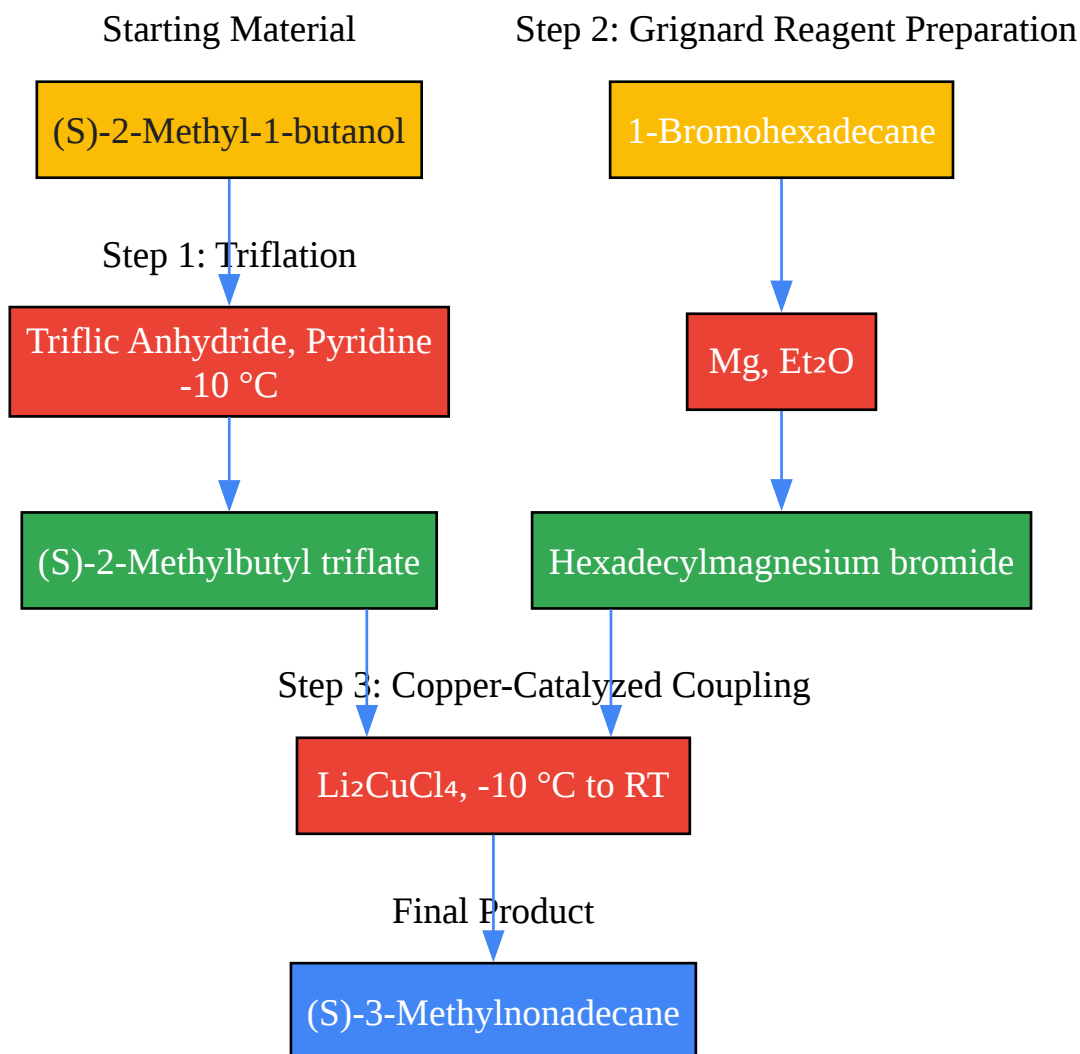 Starting Material
Step 2: Grignard Reagent Preparation
(S)-2-Methyl-1-butanol
1-Bromohexadecane
Step 1: Triflation
Triflic Anhydride, Pyridine
-10 °C
Mg, Et₂O
(S)-2-Methylbutyl triflate
Hexadecylmagnesium bromide
Step 3: Copper-Catalyzed Coupling
Li₂CuCl₄, -10 °C to RT
Final Product
(S)-3-Methylnonadecane